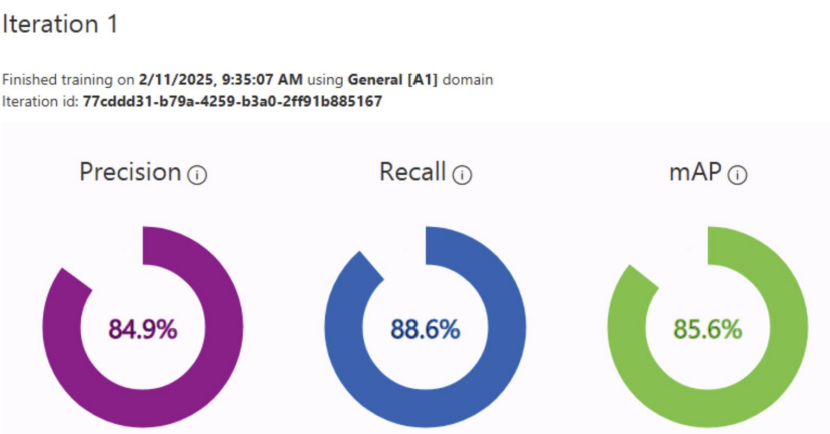 Iteration 1
Finished training on 2/11/2025, 9:35:07 AM using General [A1] domain
Iteration id: 77cddd31-b79a-4259-b3a0-2ff91b885167
Precision
Recall
mAP
84.9%
88.6%
85.6%